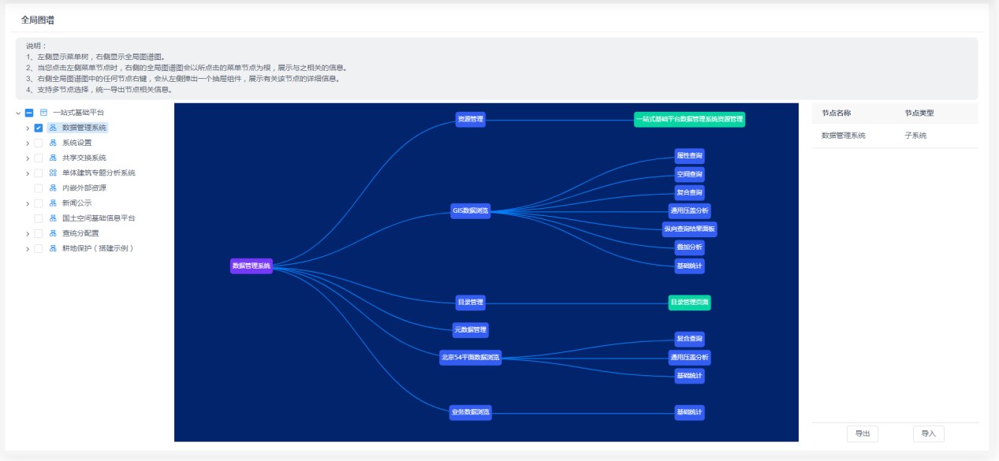 全局图谱
说明：
1、左侧显示菜单树，右侧显示全局图谱图。
2、当您点击左侧菜单节点时，右侧的全局图谱图会以所点击的菜单节点为根，展示与之相关的信息。
3、右侧全局图谱图中的任何节点右键，会从左侧弹出一个抽屉组件，展示有关该节点的详细信息。
4、支持多节点选择，统一导出节点相关信息。
一站式基础平台
数据管理系统
系统设置
共享交换系统
单体建筑专题分析系统
内嵌外部资源
新闻公示
国土空间基础信息平台
查统分配置
耕地保护（搭建示例）
数据管理系统
资源管理
一站式基础平台数据管理系统资源管理
GIS数据浏览
属性查询
空间查询
复合查询
通用压盖分析
纵向查询结果面板
叠加分析
基础统计
目录管理
目录管理页面
元数据管理
北京54平面数据浏览
复合查询
通用压盖分析
基础统计
业务数据浏览
基础统计
节点名称 节点类型
数据管理系统 子系统
导出 导入